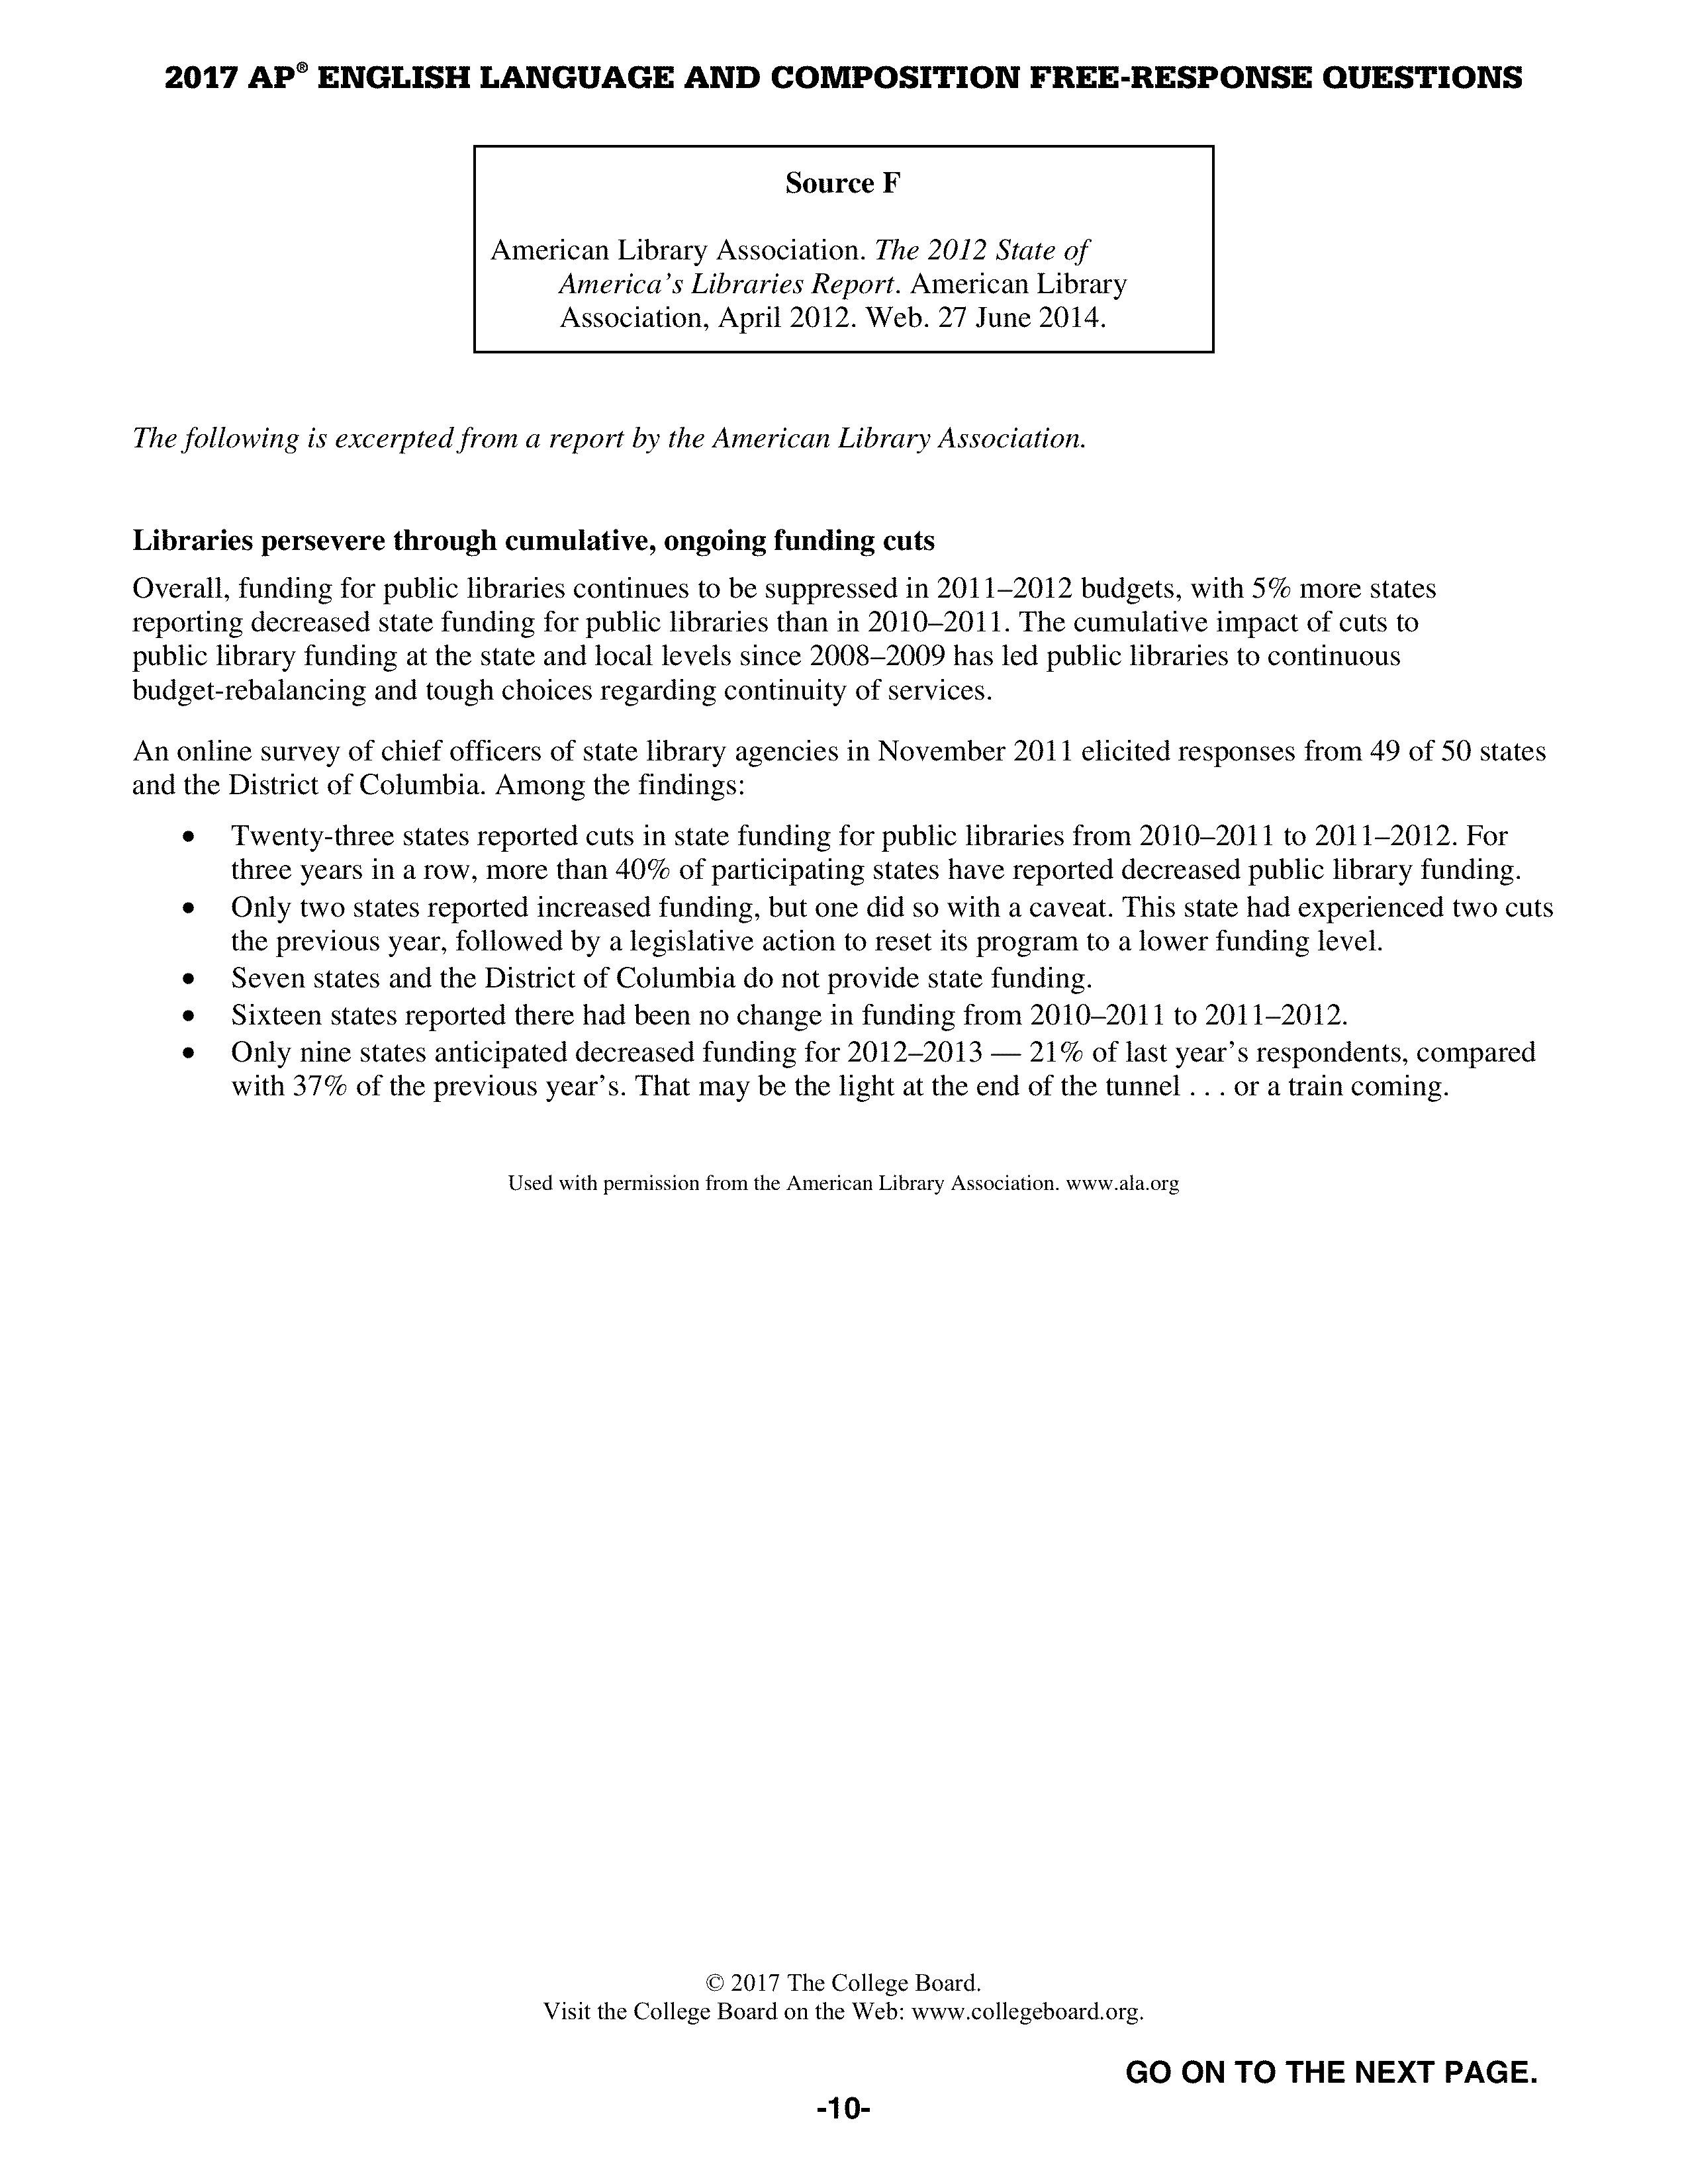 2017 AP® ENGLISH LANGUAGE AND COMPOSITION FREE-RESPONSE QUESTIONS
Source F
American Library Association. The 2012 State of
America's Libraries Report. American Library
Association, April 2012. Web. 27 June 2014.
The following is excerpted from a report by the American Library Association.
Libraries persevere through cumulative, ongoing funding cuts
Overall, funding for public libraries continues to be suppressed in 2011–2012 budgets, with 5% more states
reporting decreased state funding for public libraries than in 2010–2011. The cumulative impact of cuts to
public library funding at the state and local levels since 2008–2009 has led public libraries to continuous
budget-rebalancing and tough choices regarding continuity of services.
An online survey of chief officers of state library agencies in November 2011 elicited responses from 49 of 50 states
and the District of Columbia. Among the findings:
• Twenty-three states reported cuts in state funding for public libraries from 2010–2011 to 2011–2012. For
three years in a row, more than 40% of participating states have reported decreased public library funding.
• Only two states reported increased funding, but one did so with a caveat. This state had experienced two cuts
the previous year, followed by a legislative action to reset its program to a lower funding level.
• Seven states and the District of Columbia do not provide state funding.
• Sixteen states reported there had been no change in funding from 2010–2011 to 2011–2012.
• Only nine states anticipated decreased funding for 2012–2013 — 21% of last year's respondents, compared
with 37% of the previous year's. That may be the light at the end of the tunnel . . . or a train coming.
Used with permission from the American Library Association. www.ala.org
© 2017 The College Board.
Visit the College Board on the Web: www.collegeboard.org.
GO ON TO THE NEXT PAGE.
-10-